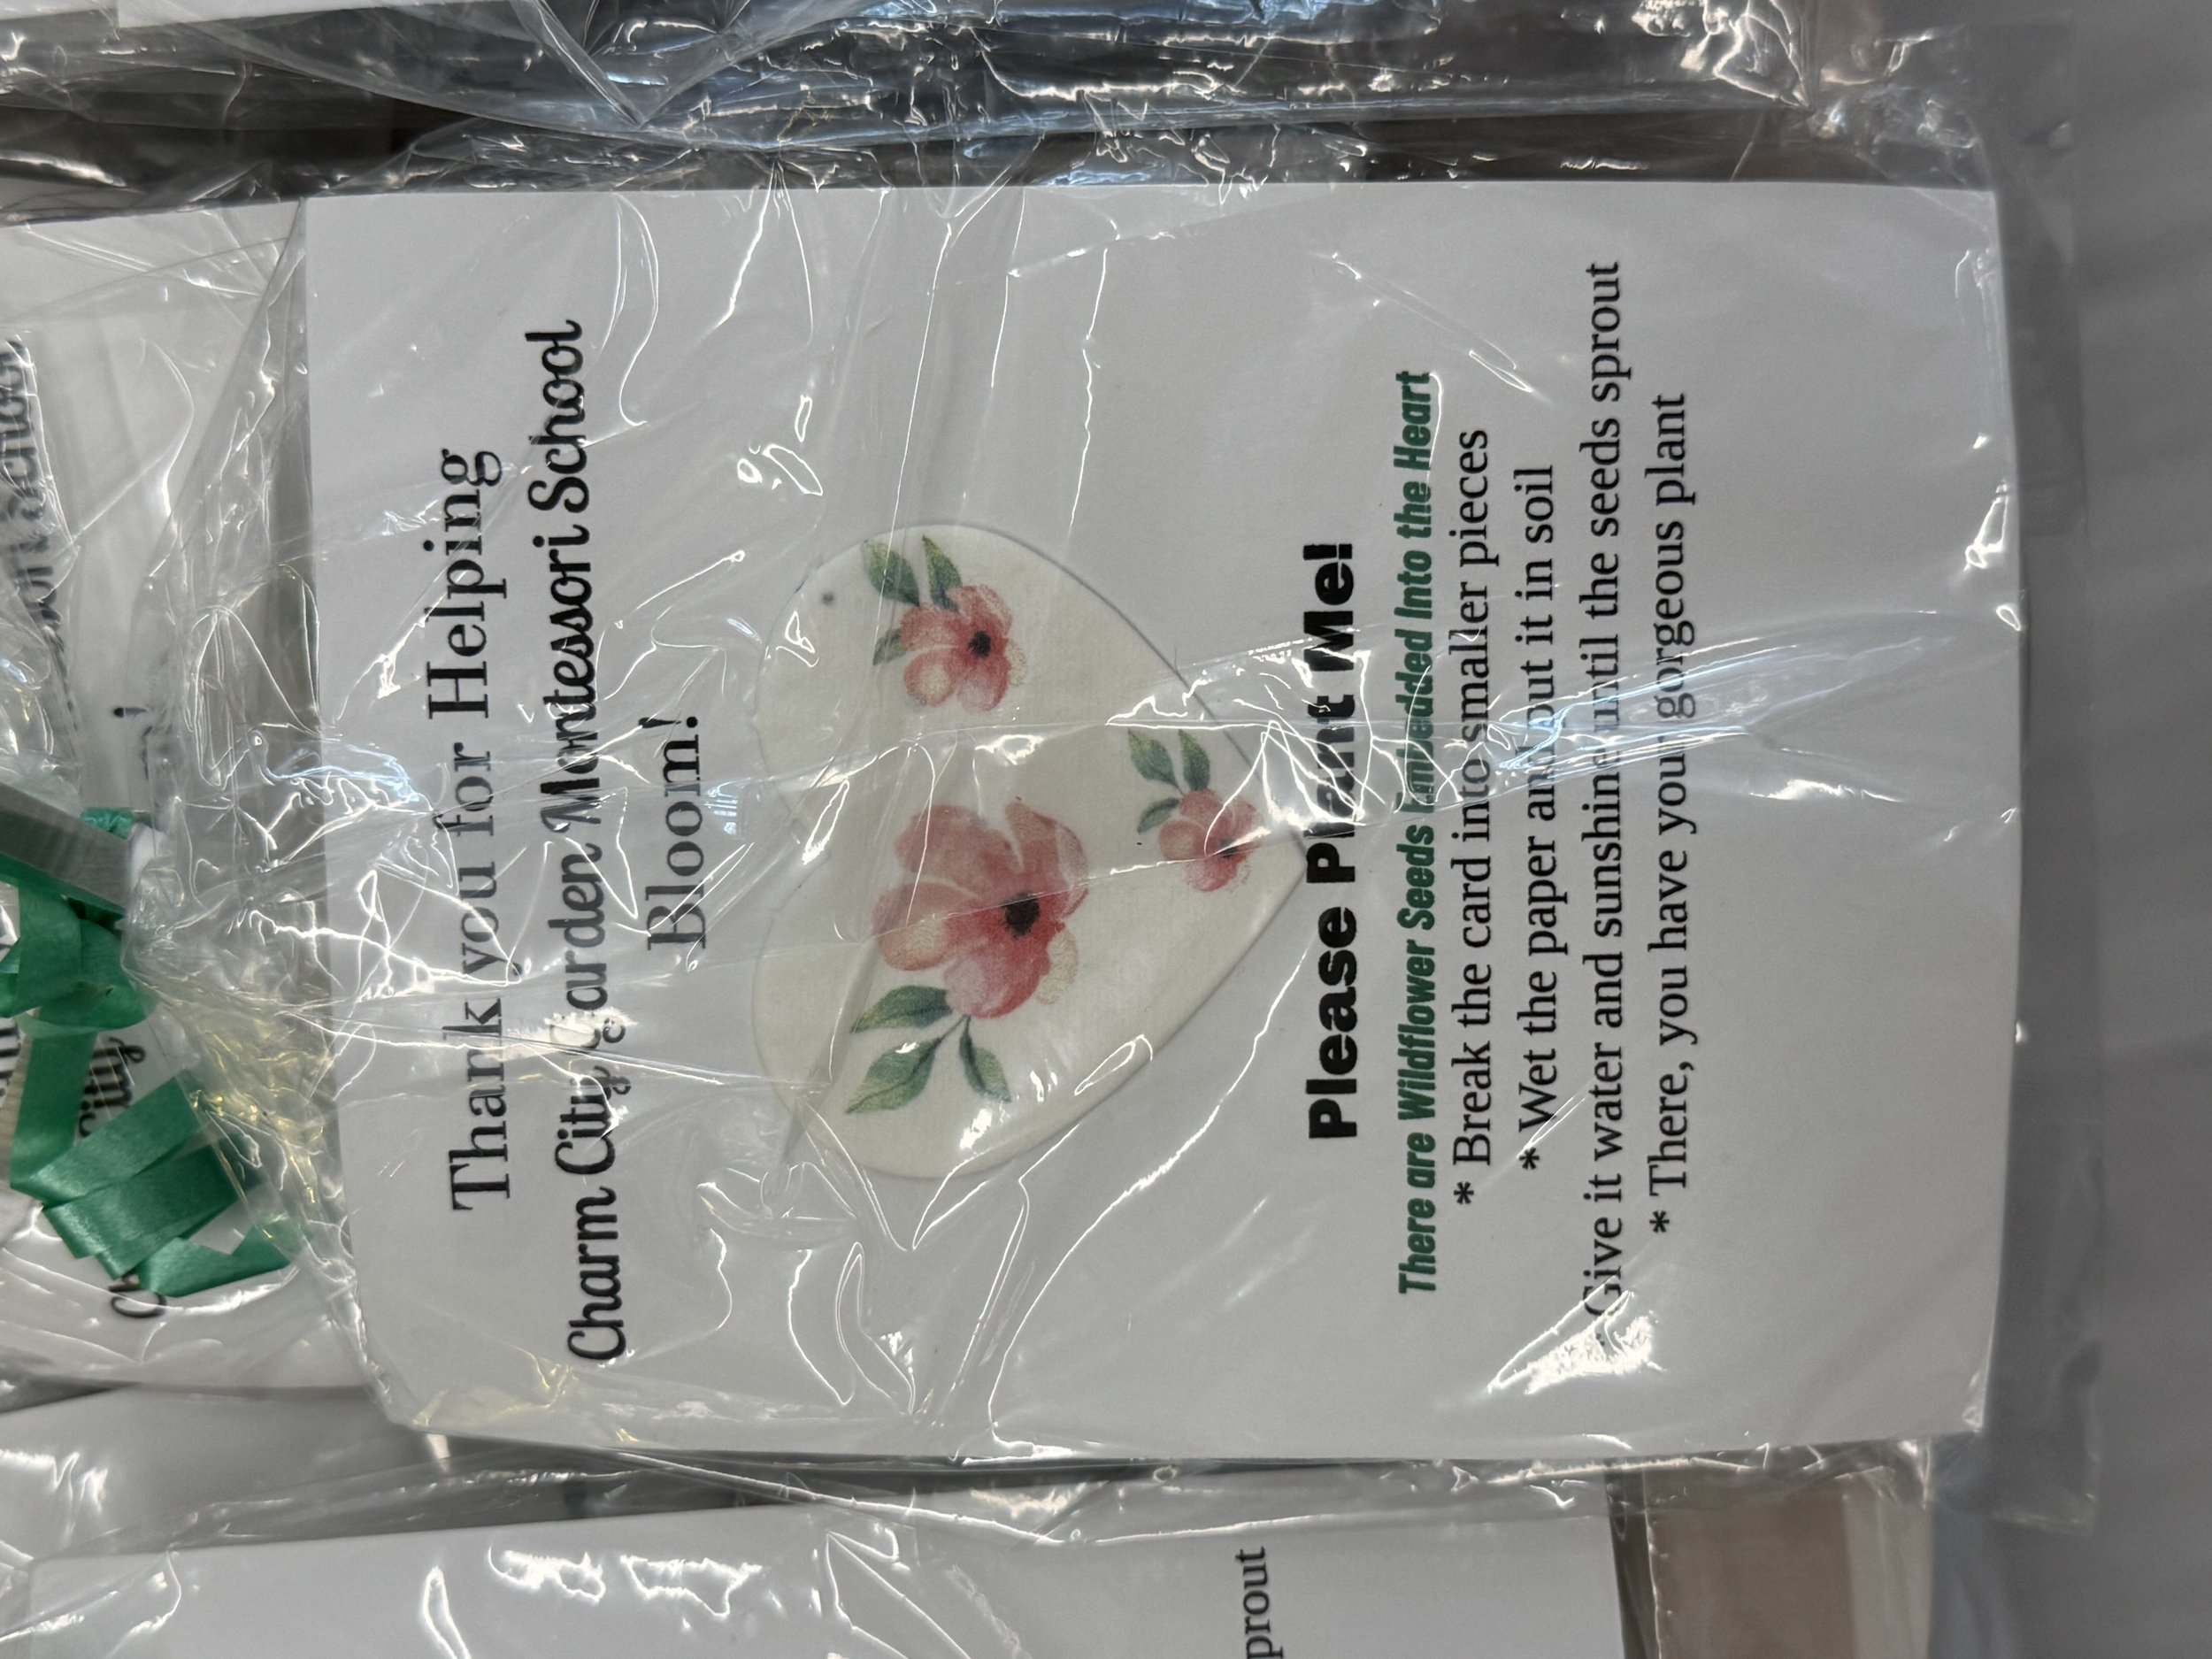 Thank you for Helping
Charm City Garden Montessori School
Bloom!
Please Plant Me!
There are Wildflower Seeds Embedded Into the Heart
* Break the card into smaller pieces
* Wet the paper and put it in soil
Give it water and sunshine until the seeds sprout
* There, you have your gorgeous plant
City
prout